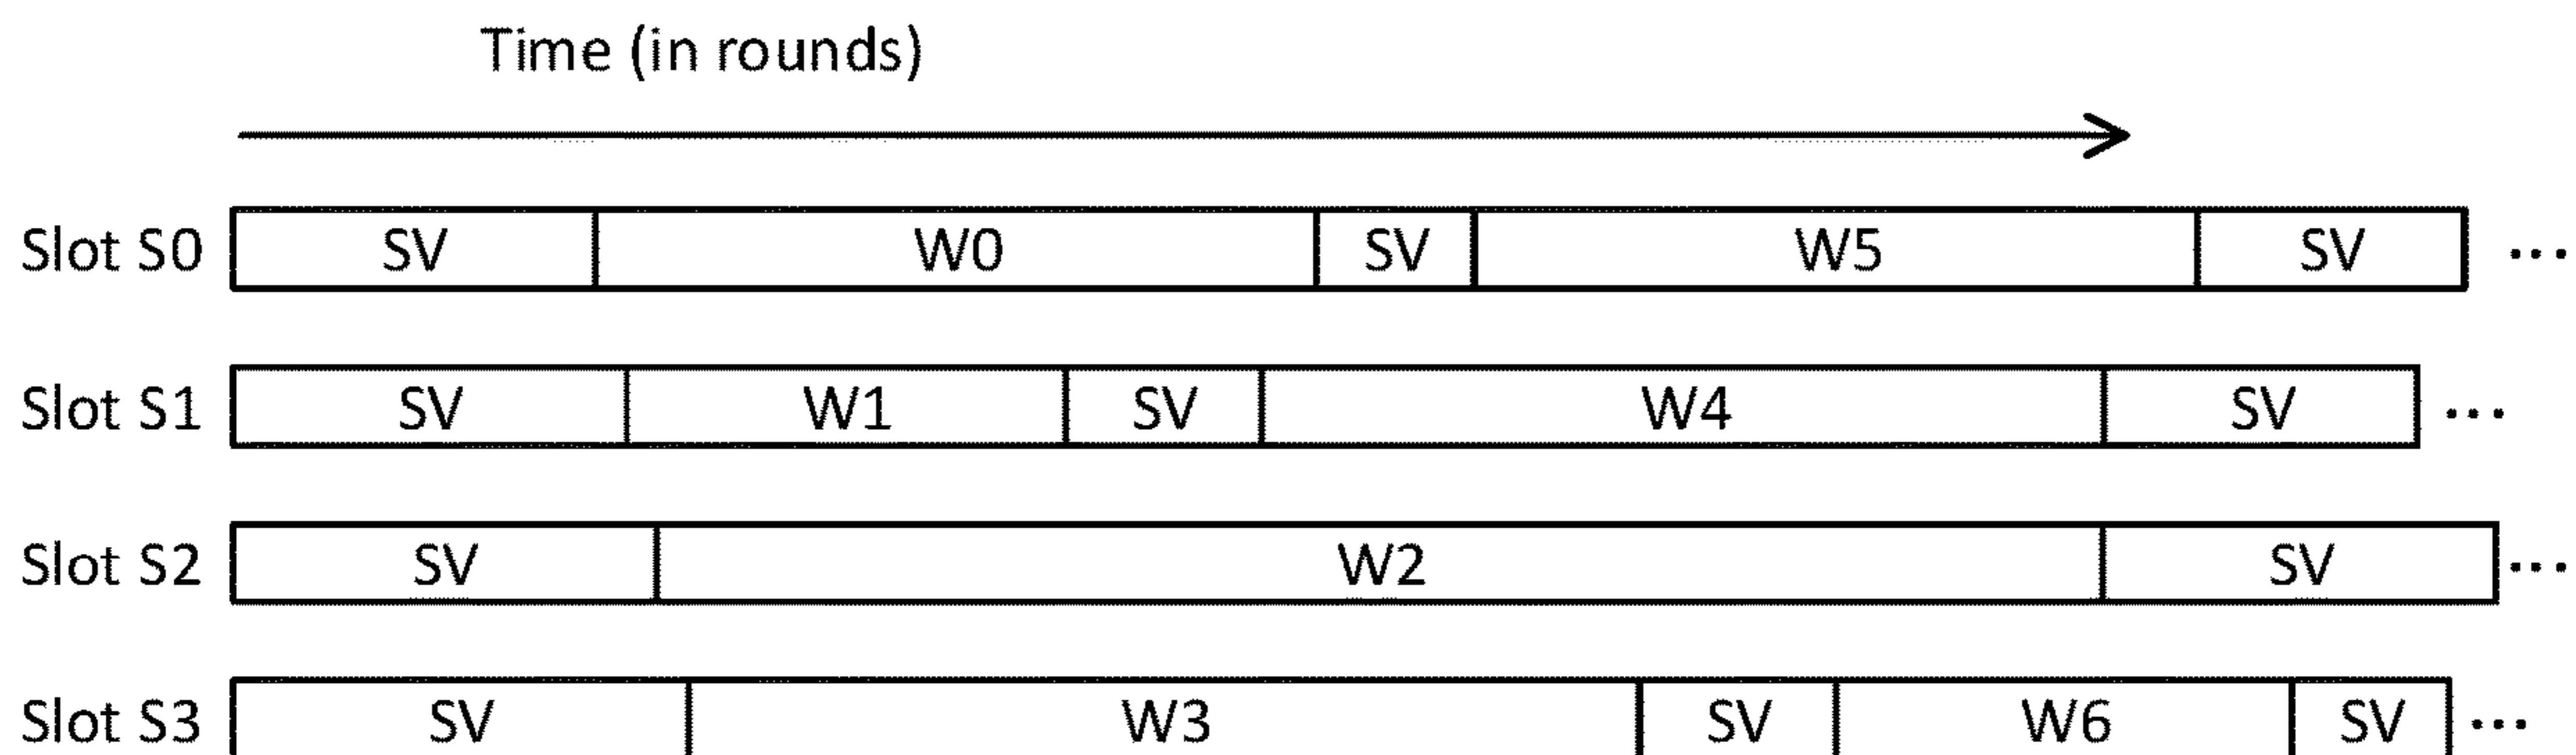 Time (in rounds)
Slot S0 SV W0 SV W5 SV ...
Slot S1 SV W1 SV W4 SV ...
Slot S2 SV W2 SV ...
Slot S3 SV W3 SV W6 SV ...